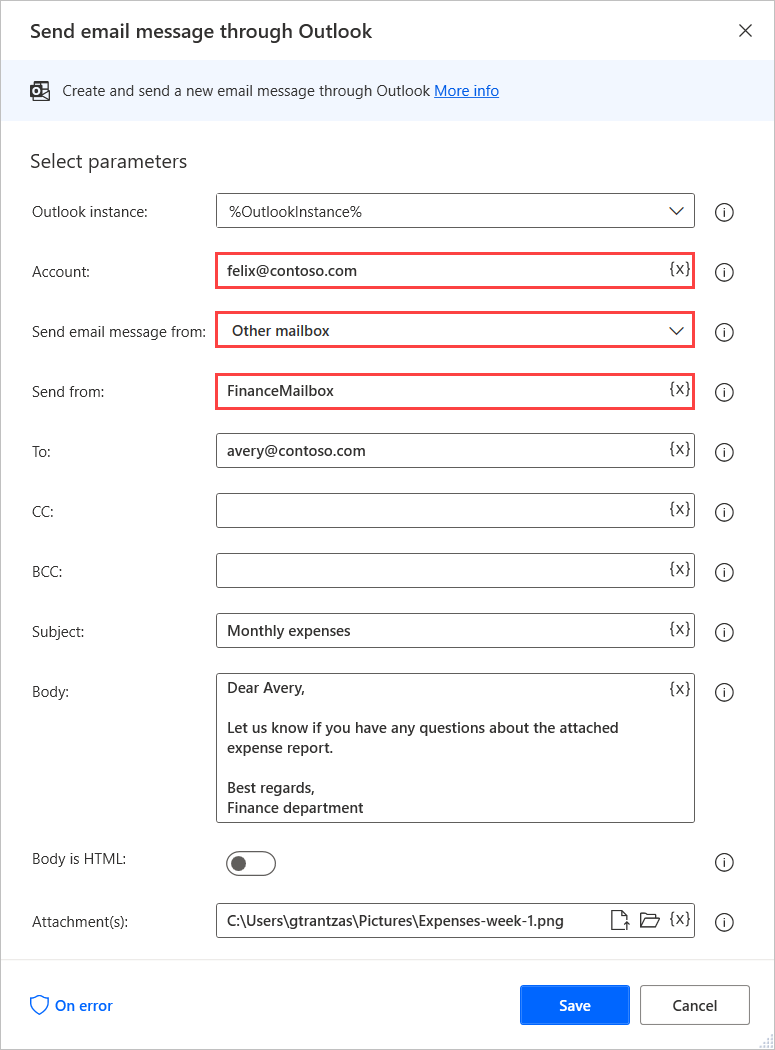 Send email message through Outlook
Create and send a new email message through Outlook More info
Select parameters
Outlook instance: %OutlookInstance%
Account: felix@contoso.com {x}
Send email message from: Other mailbox
Send from: FinanceMailbox {x}
To: avery@contoso.com {x}
CC: {x}
BCC: {x}
Subject: Monthly expenses {x}
Body: Dear Avery, {x}
Let us know if you have any questions about the attached
expense report.
Best regards,
Finance department
Body is HTML:
Attachment(s): C:\Users\gtrantzas\Pictures\Expenses-week-1.png {x}
On error Save Cancel